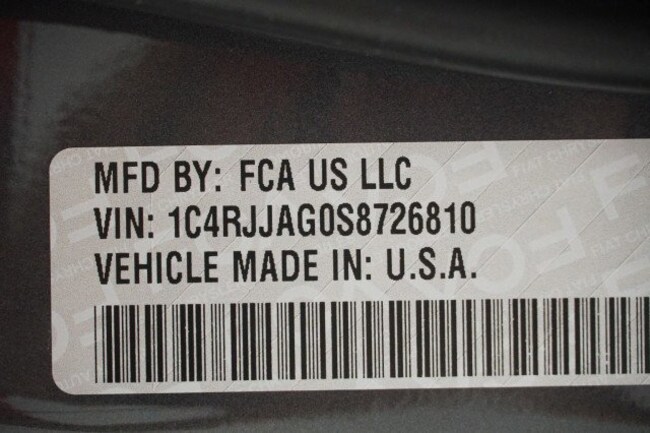 MFD BY: FCA US LLC
VIN: 1C4RJJAG0S8726810
VEHICLE MADE IN: U.S.A.